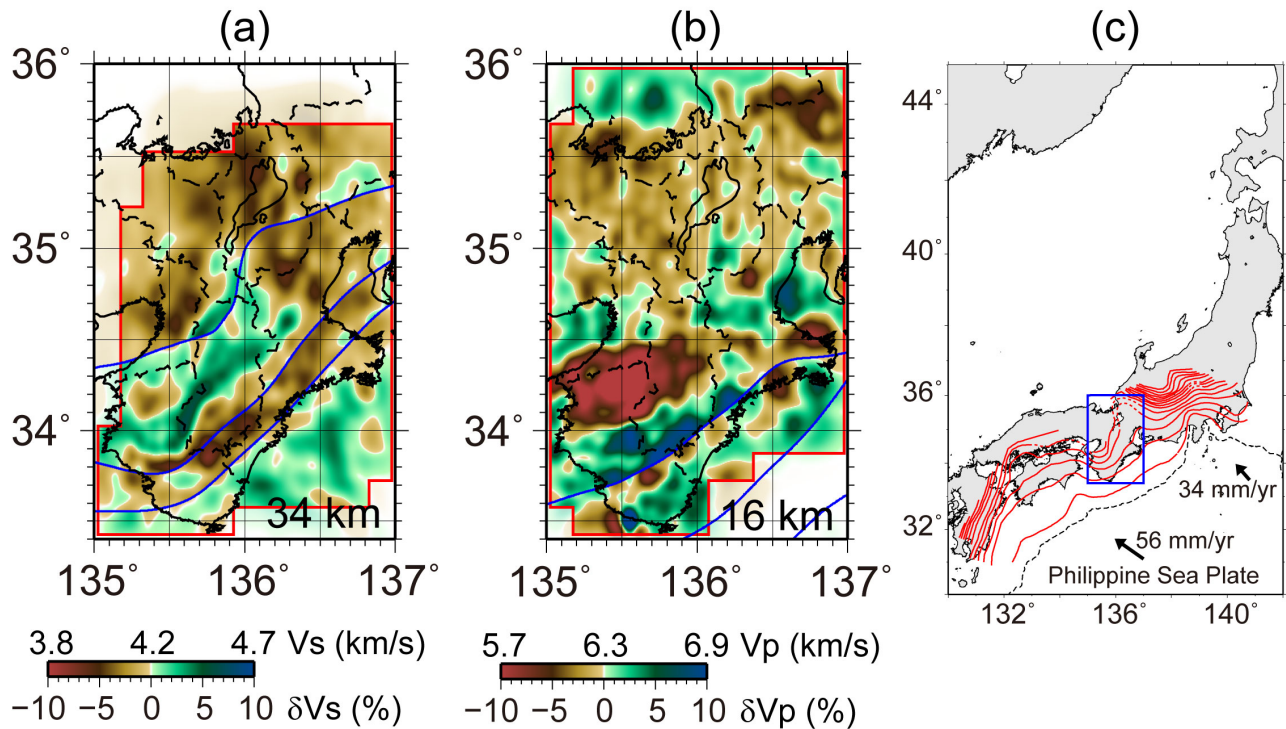 (a)
(b)
(c)
36°
35°
34°
135° 136° 137°
34 km
3.8 4.2 4.7 Vs (km/s)
−10 −5 0 5 10 δVs (%)
36°
35°
34°
135° 136° 137°
16 km
5.7 6.3 6.9 Vp (km/s)
−10 −5 0 5 10 δVp (%)
44°
40°
36°
32°
34 mm/yr
56 mm/yr
Philippine Sea Plate
132° 136° 140°